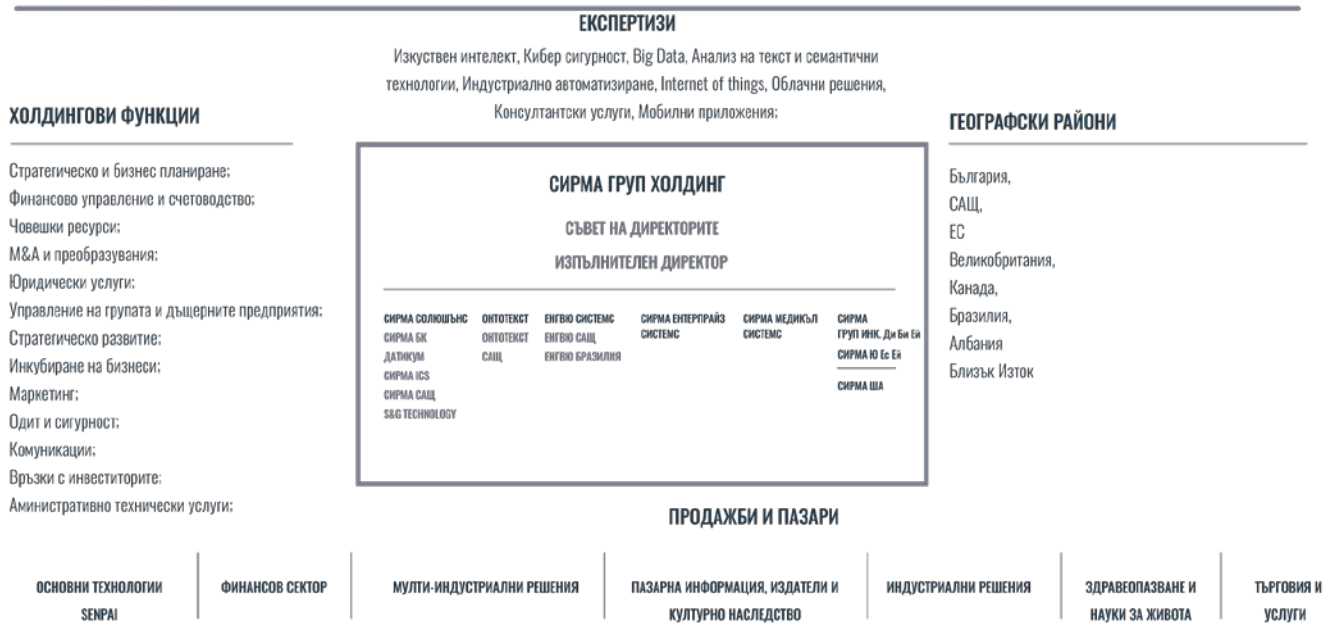 ЕКСПЕРТИЗИ
Изкуствен интелект, Кибер сигурност, Big Data, Анализ на текст и семантични
технологии, Индустриално автоматизиране, Internet of things, Облачни решения,
Консултантски услуги, Мобилни приложения;
ХОЛДИНГОВИ ФУНКЦИИ
Стратегическо и бизнес планиране;
Финансово управление и счетоводство;
Човешки ресурси;
M&A и преобразувания;
Юридически услуги;
Управление на групата и дъщерните предприятия;
Стратегическо развитие;
Инкубиране на бизнеси;
Маркетинг;
Одит и сигурност;
Комуникации;
Връзки с инвеститорите;
Аминистративно технически услуги;
СИРМА ГРУП ХОЛДИНГ
СЪВЕТ НА ДИРЕКТОРИТЕ
ИЗПЪЛНИТЕЛЕН ДИРЕКТОР
СИРМА СОЛЮШЪНС
СИРМА БК
ДАТИКУМ
СИРМА ICS
СИРМА САЩ
S&G TECHNOLOGY
ОНТОТЕКСТ
ОНТОТЕКСТ
САЩ
ЕНГВЮ СИСТЕМС
ЕНГВЮ САЩ
ЕНГВЮ БРАЗИЛИЯ
СИРМА ЕНТЕРПРАЙЗ
СИСТЕМС
СИРМА МЕДИКЪЛ
СИСТЕМС
СИРМА
ГРУП ИНК. Ди Би Ей
СИРМА Ю Ес Ей
СИРМА ША
ГЕОГРАФСКИ РАЙОНИ
България,
САЩ,
ЕС
Великобритания,
Канада,
Бразилия,
Албания
Близък Изток
ПРОДАЖБИ И ПАЗАРИ
ОСНОВНИ ТЕХНОЛОГИИ
SENPAI
ФИНАНСОВ СЕКТОР
МУЛТИ-ИНДУСТРИАЛНИ РЕШЕНИЯ
ПАЗАРНА ИНФОРМАЦИЯ, ИЗДАТЕЛИ И
КУЛТУРНО НАСЛЕДСТВО
ИНДУСТРИАЛНИ РЕШЕНИЯ
ЗДРАВЕОПАЗВАНЕ И
НАУКИ ЗА ЖИВОТА
ТЪРГОВИЯ И
УСЛУГИ